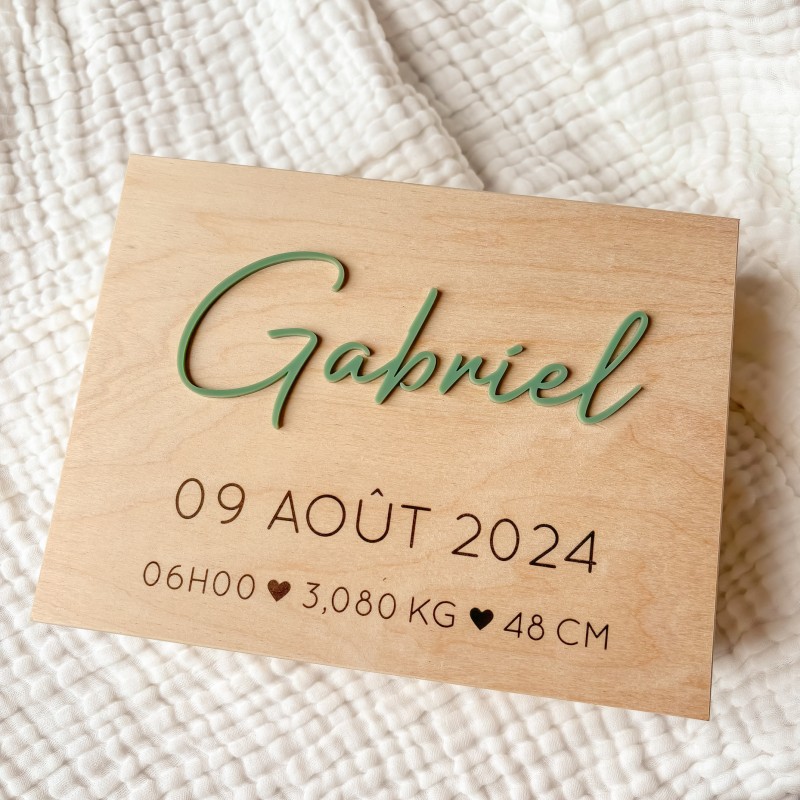 Gabriel
09 AOÛT 2024
06H00 ♥ 3,080 KG ♥ 48 CM